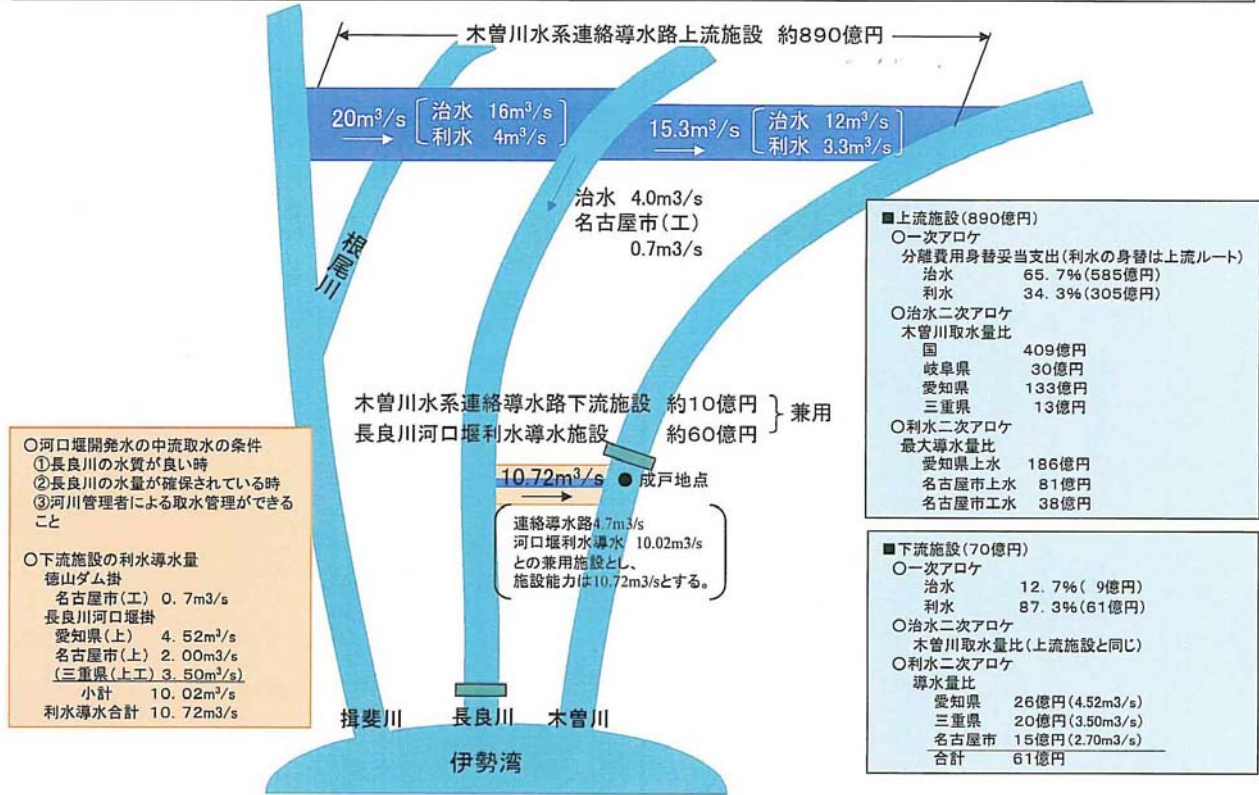 木曽川水系連絡導水路上流施設 約890億円
20m³/s
治水 16m³/s
利水 4m³/s
15.3m³/s
治水 12m³/s
利水 3.3m³/s
治水 4.0m3/s
名古屋市(工)
0.7m3/s
根尾川
木曽川水系連絡導水路下流施設 約10億円
長良川河口堰利水導水施設 約60億円
兼用
10.72m³/s
成戸地点
連絡導水路4.7m3/s
河口堰利水導水 10.02m3/s
との兼用施設とし、
施設能力は10.72m3/sとする。
揖斐川
長良川
木曽川
伊勢湾
○河口堰開発水の中流取水の条件
①長良川の水質が良い時
②長良川の水量が確保されている時
③河川管理者による取水管理ができる
こと
○下流施設の利水導水量
徳山ダム掛
名古屋市(工) 0.7m3/s
長良川河口堰掛
愛知県(上) 4.52m³/s
名古屋市(上) 2.00m3/s
(三重県(上工) 3.50m³/s)
小計 10.02m³/s
利水導水合計 10.72m3/s
■上流施設(890億円)
○一次アロケ
分離費用身替妥当支出(利水の身替は上流ルート)
治水 65.7%(585億円)
利水 34.3%(305億円)
○治水二次アロケ
木曽川取水量比
国 409億円
岐阜県 30億円
愛知県 133億円
三重県 13億円
○利水二次アロケ
最大導水量比
愛知県上水 186億円
名古屋市上水 81億円
名古屋市工水 38億円
■下流施設(70億円)
○一次アロケ
治水 12.7%( 9億円)
利水 87.3%(61億円)
○治水二次アロケ
木曽川取水量比(上流施設と同じ)
○利水二次アロケ
導水量比
愛知県 26億円(4.52m³/s)
三重県 20億円(3.50m³/s)
名古屋市 15億円(2.70m³/s)
合計 61億円